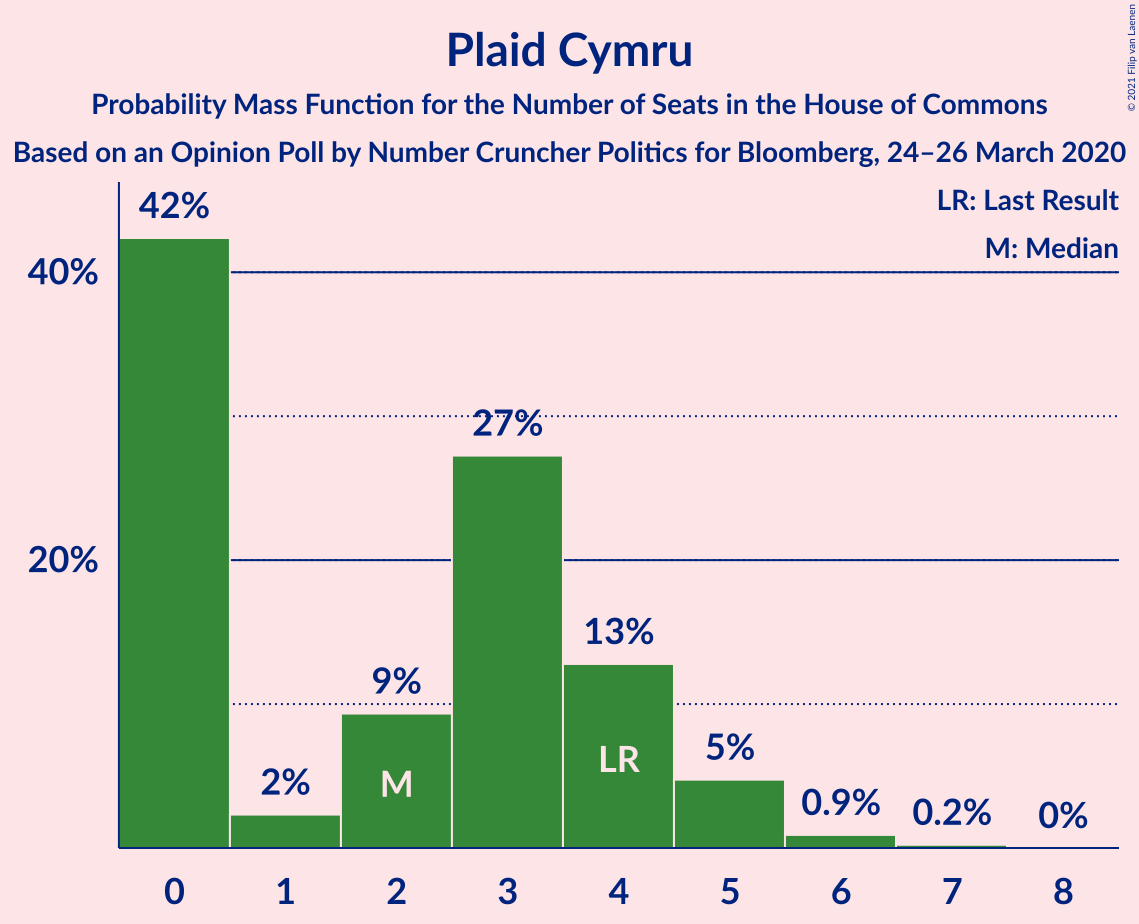 Plaid Cymru
Probability Mass Function for the Number of Seats in the House of Commons
Based on an Opinion Poll by Number Cruncher Politics for Bloomberg, 24–26 March 2020
© 2021 Filip van Laenen
LR: Last Result
M: Median
42%
40%
27%
20%
13%
9%
5%
2%
0.9%
0.2%
0%
LR
M
0 1 2 3 4 5 6 7 8